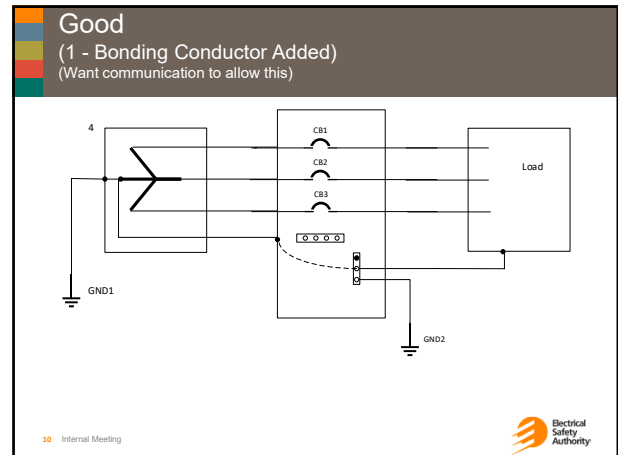 Good
(1 - Bonding Conductor Added)
(Want communication to allow this)
4
CB1
CB2
CB3
Load
GND1
GND2
10 Internal Meeting
Electrical
Safety
Authority